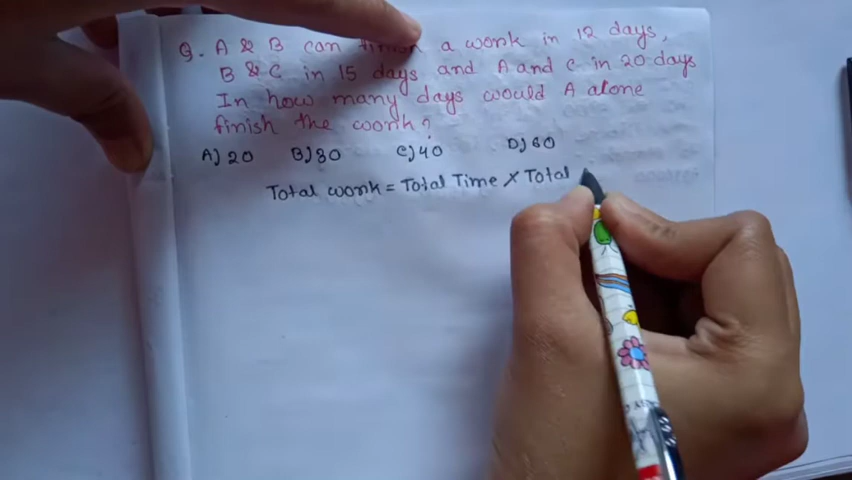 Q. A & B can finish a work in 12 days,
B & C in 15 days and A and C in 20 days
In how many days would A alone
finish the work?
A) 20 B) 30 C) 40 D) 60
Total work = Total Time × Total